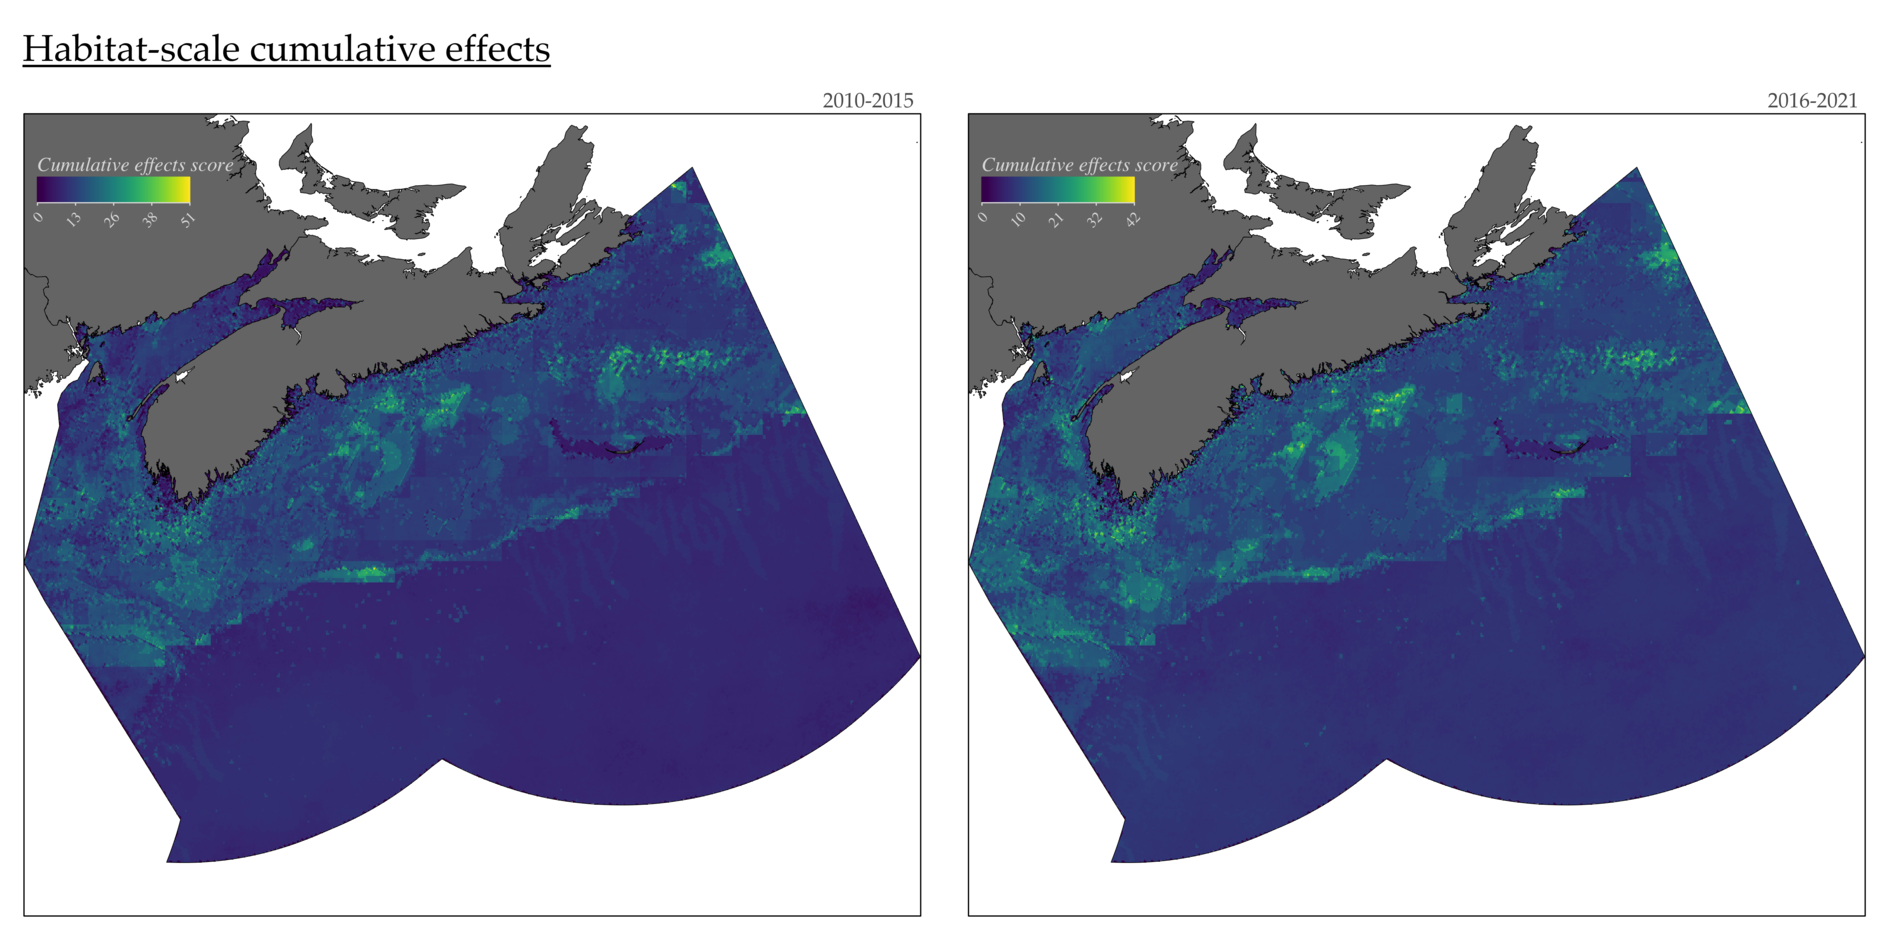 Habitat-scale cumulative effects
2010-2015
Cumulative effects score
0 13 26 38 51
2016-2021
Cumulative effects score
0 10 21 32 42